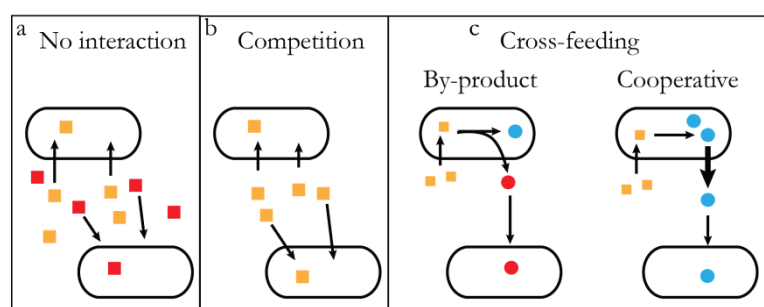 a
No interaction
b
Competition
c
Cross-feeding
By-product
Cooperative